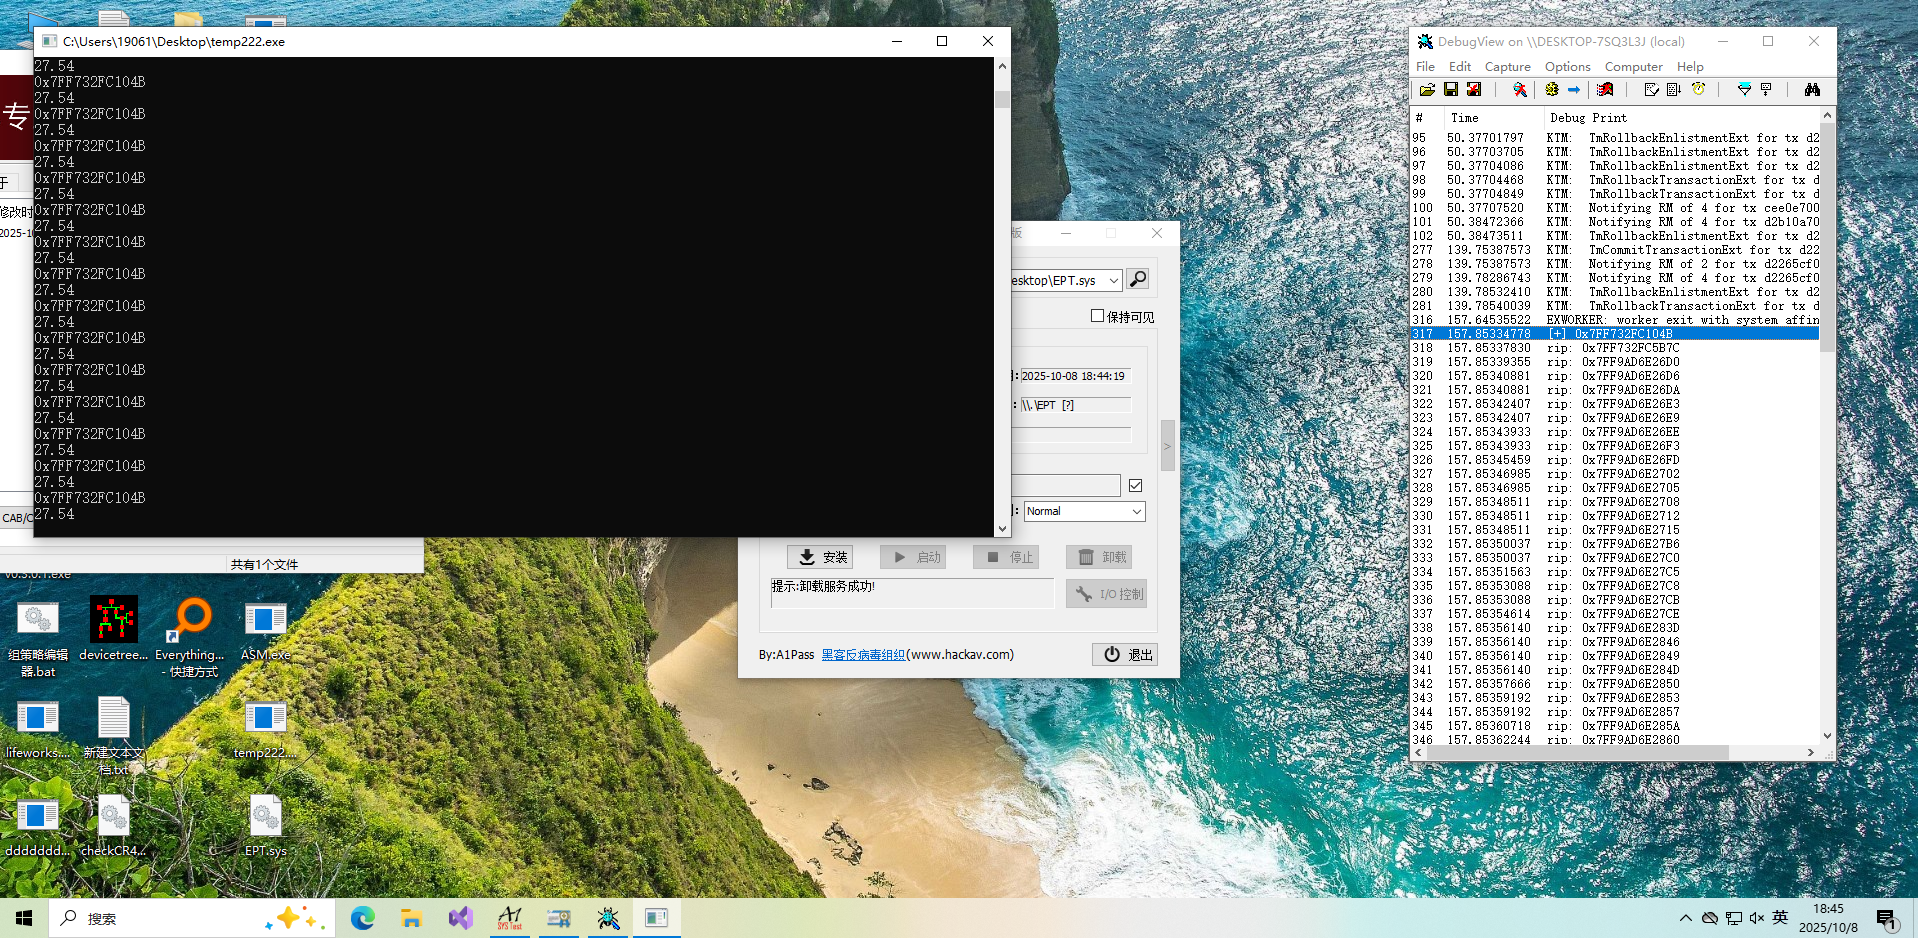 C:\Users\19061\Desktop\temp222.exe
27.54
0x7FF732FC104B
27.54
0x7FF732FC104B
27.54
0x7FF732FC104B
27.54
0x7FF732FC104B
27.54
0x7FF732FC104B
27.54
0x7FF732FC104B
27.54
0x7FF732FC104B
27.54
0x7FF732FC104B
27.54
0x7FF732FC104B
27.54
0x7FF732FC104B
27.54
0x7FF732FC104B
27.54
0x7FF732FC104B
27.54
0x7FF732FC104B
27.54
0x7FF732FC104B
27.54
专
修改时
2025-10
CAB/C
共有1个文件
v0.3.0.1.exe
版
esktop\EPT.sys
保持可见
2025-10-08 18:44:19
\\.\EPT [?]
Normal
安装
启动
停止
卸载
提示:卸载服务成功!
I/O 控制
By:A1Pass 黑客反病毒组织(www.hackav.com)
退出
DebugView on \\DESKTOP-7SQ3L3J (local)
File Edit Capture Options Computer Help
# Time Debug Print
95 50.37701797 KTM: TmRollbackEnlistmentExt for tx d2
96 50.37703705 KTM: TmRollbackEnlistmentExt for tx d2
97 50.37704086 KTM: TmRollbackEnlistmentExt for tx d2
98 50.37704468 KTM: TmRollbackTransactionExt for tx d
99 50.37704849 KTM: TmRollbackTransactionExt for tx d
100 50.37707520 KTM: Notifying RM of 4 for tx cee0e700
101 50.38472366 KTM: Notifying RM of 4 for tx d2b10a70
102 50.38473511 KTM: TmRollbackEnlistmentExt for tx d2
277 139.75387573 KTM: TmCommitTransactionExt for tx d22
278 139.75387573 KTM: Notifying RM of 2 for tx d2265cf0
279 139.78286743 KTM: Notifying RM of 4 for tx d2265cf0
280 139.78532410 KTM: TmRollbackEnlistmentExt for tx d2
281 139.78540039 KTM: TmRollbackTransactionExt for tx d
316 157.64535522 EXWORKER: worker exit with system affin
317 157.85334778 [+] 0x7FF732FC104B
318 157.85337830 rip: 0x7FF732FC5B7C
319 157.85339355 rip: 0x7FF9AD6E26D0
320 157.85340881 rip: 0x7FF9AD6E26D6
321 157.85340881 rip: 0x7FF9AD6E26DA
322 157.85342407 rip: 0x7FF9AD6E26E3
323 157.85342407 rip: 0x7FF9AD6E26E9
324 157.85343933 rip: 0x7FF9AD6E26EE
325 157.85343933 rip: 0x7FF9AD6E26F3
326 157.85345459 rip: 0x7FF9AD6E26FD
327 157.85346985 rip: 0x7FF9AD6E2702
328 157.85346985 rip: 0x7FF9AD6E2705
329 157.85348511 rip: 0x7FF9AD6E2708
330 157.85348511 rip: 0x7FF9AD6E2712
331 157.85348511 rip: 0x7FF9AD6E2715
332 157.85350037 rip: 0x7FF9AD6E27B6
333 157.85350037 rip: 0x7FF9AD6E27C0
334 157.85351563 rip: 0x7FF9AD6E27C5
335 157.85353088 rip: 0x7FF9AD6E27C8
336 157.85353088 rip: 0x7FF9AD6E27CB
337 157.85354614 rip: 0x7FF9AD6E27CE
338 157.85356140 rip: 0x7FF9AD6E283D
339 157.85356140 rip: 0x7FF9AD6E2846
340 157.85356140 rip: 0x7FF9AD6E2849
341 157.85356140 rip: 0x7FF9AD6E284D
342 157.85357666 rip: 0x7FF9AD6E2850
343 157.85359192 rip: 0x7FF9AD6E2853
344 157.85359192 rip: 0x7FF9AD6E2857
345 157.85360718 rip: 0x7FF9AD6E285A
346 157.85362244 rip: 0x7FF9AD6E2860
组策略编辑器.bat
devicetree...
Everything... - 快捷方式
ASM.exe
lifeworks....
新建文本文档.txt
temp222....
ddddddd...
checkCR4...
EPT.sys
搜索
A1
SYS Test
英
18:45
2025/10/8
1